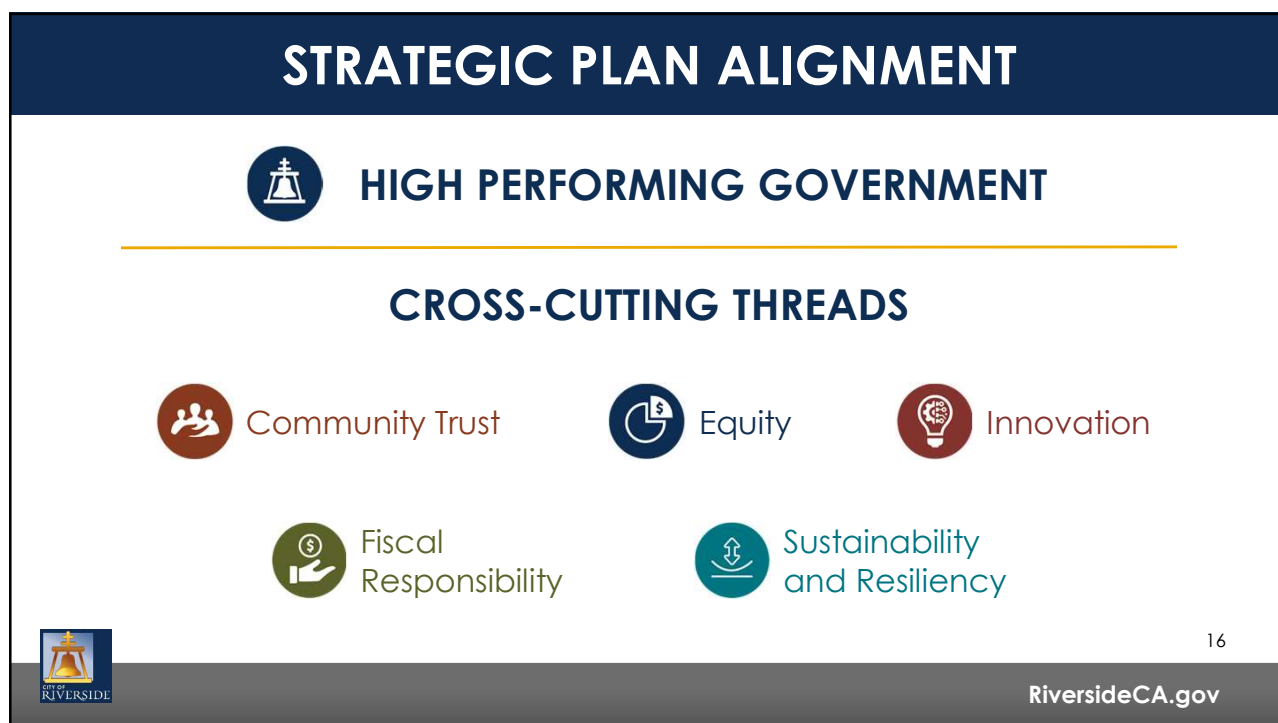 STRATEGIC PLAN ALIGNMENT
HIGH PERFORMING GOVERNMENT
CROSS-CUTTING THREADS
Community Trust
$
Equity
Innovation
$
Fiscal
Responsibility
Sustainability
and Resiliency
16
CITY OF
RIVERSIDE
RiversideCA.gov